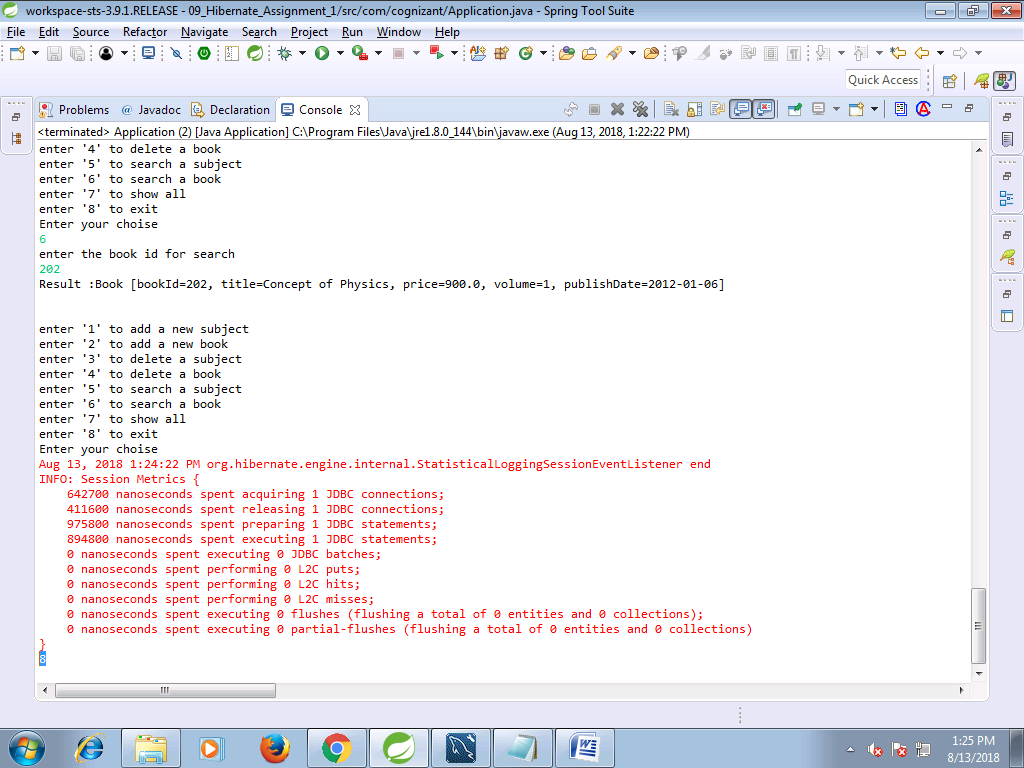 workspace-sts-3.9.1.RELEASE - 09_Hibernate_Assignment_1/src/com/cognizant/Application.java - Spring Tool Suite
File Edit Source Refactor Navigate Search Project Run Window Help
Quick Access
Problems @ Javadoc Declaration Console
<terminated> Application (2) [Java Application] C:\Program Files\Java\jre1.8.0_144\bin\javaw.exe (Aug 13, 2018, 1:22:22 PM)
enter '4' to delete a book
enter '5' to search a subject
enter '6' to search a book
enter '7' to show all
enter '8' to exit
Enter your choise
6
enter the book id for search
202
Result :Book [bookId=202, title=Concept of Physics, price=900.0, volume=1, publishDate=2012-01-06]
enter '1' to add a new subject
enter '2' to add a new book
enter '3' to delete a subject
enter '4' to delete a book
enter '5' to search a subject
enter '6' to search a book
enter '7' to show all
enter '8' to exit
Enter your choise
Aug 13, 2018 1:24:22 PM org.hibernate.engine.internal.StatisticalLoggingSessionEventListener end
INFO: Session Metrics {
    642700 nanoseconds spent acquiring 1 JDBC connections;
    411600 nanoseconds spent releasing 1 JDBC connections;
    975800 nanoseconds spent preparing 1 JDBC statements;
    894800 nanoseconds spent executing 1 JDBC statements;
    0 nanoseconds spent executing 0 JDBC batches;
    0 nanoseconds spent performing 0 L2C puts;
    0 nanoseconds spent performing 0 L2C hits;
    0 nanoseconds spent performing 0 L2C misses;
    0 nanoseconds spent executing 0 flushes (flushing a total of 0 entities and 0 collections);
    0 nanoseconds spent executing 0 partial-flushes (flushing a total of 0 entities and 0 collections)
}
8
1:25 PM
8/13/2018